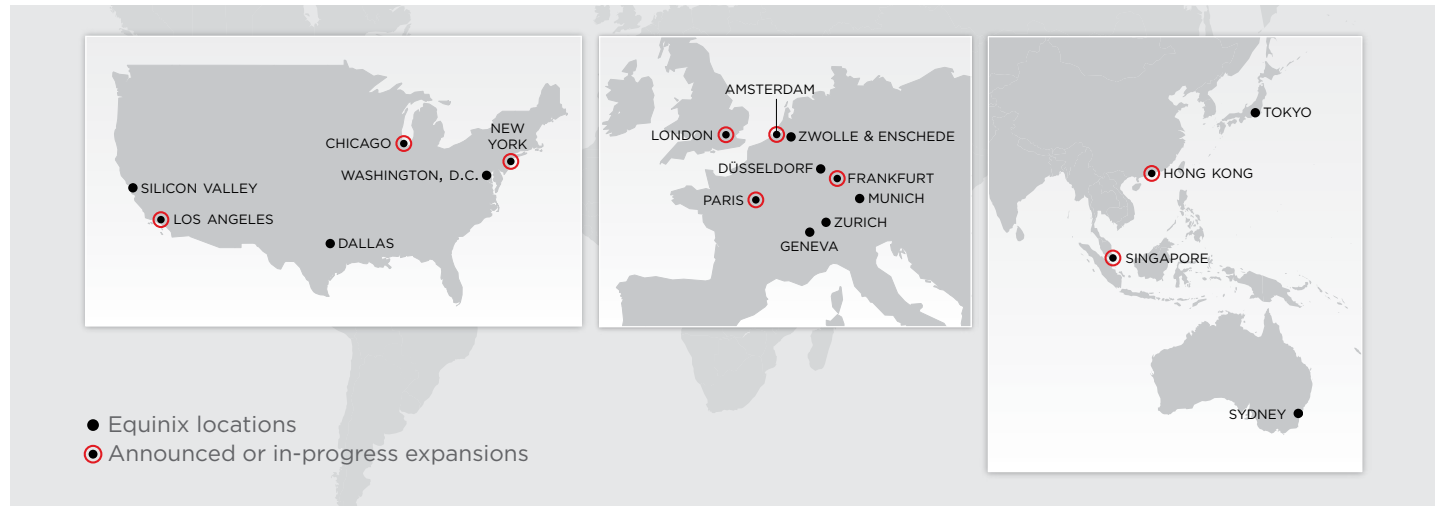 CHICAGO
NEW
YORK
WASHINGTON, D.C.
SILICON VALLEY
LOS ANGELES
DALLAS
AMSTERDAM
LONDON
ZWOLLE & ENSCHEDE
DÜSSELDORF
FRANKFURT
PARIS
MUNICH
ZURICH
GENEVA
TOKYO
HONG KONG
SINGAPORE
SYDNEY
Equinix locations
Announced or in-progress expansions